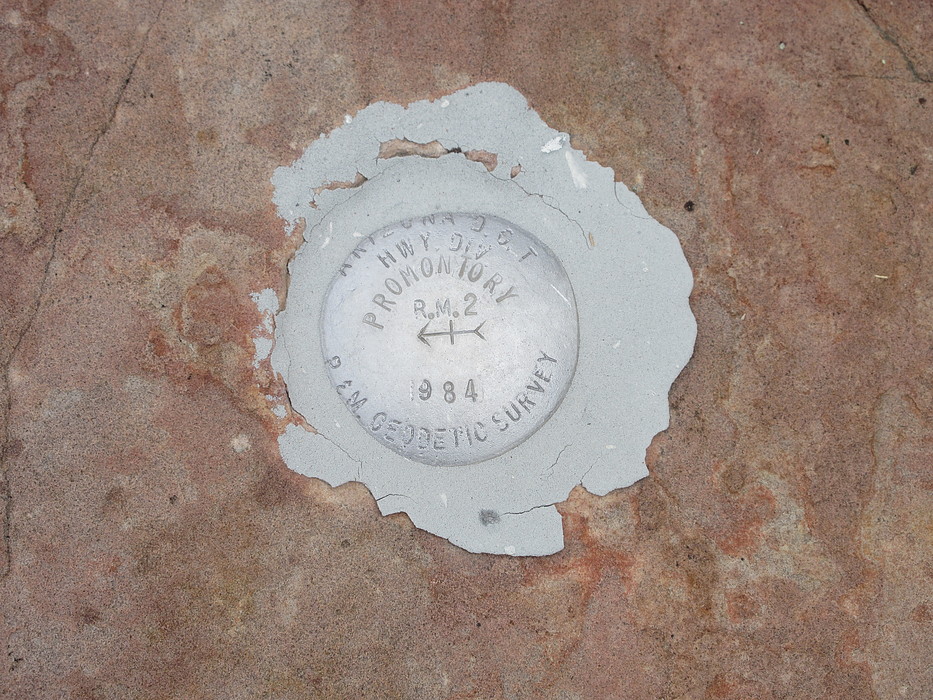 ARIZONA D.O.T
HWY. DIV
PROMONTORY
R.M. 2
1984
P & M GEODETIC SURVEY